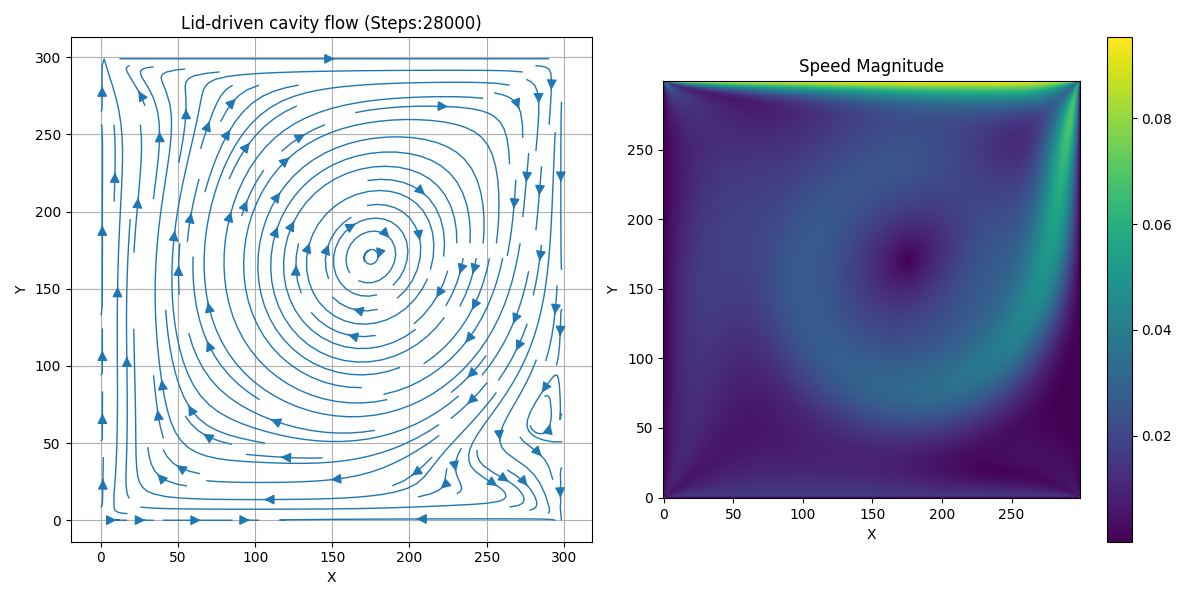 Lid-driven cavity flow (Steps:28000)
300
250
200
150
100
50
0
Y
0 50 100 150 200 250 300
X
Speed Magnitude
250
200
150
100
50
0
Y
0 50 100 150 200 250
X
0.08
0.06
0.04
0.02